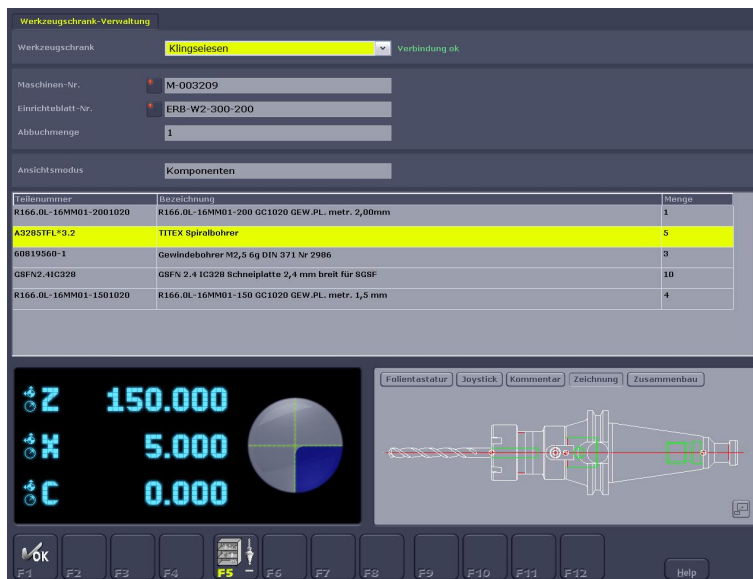 Werkzeugschrank-Verwaltung
Werkzeugschrank Klingseiesen Verbindung ok
Maschinen-Nr. M-003209
Einrichteblatt-Nr. ERB-W2-300-200
Abbuchmenge 1
Ansichtsmodus Komponenten
Teilenummer Bezeichnung Menge
R166.0L-16MM01-2001020 R166.0L-16MM01-200 GC1020 GEW.PL. metr. 2,00mm 1
A3285TFL*3.2 TITEX Spiralbohrer 5
60819560-1 Gewindebohrer M2,5 6g DIN 371 Nr 2986 3
GSFN2.4IC328 GSFN 2.4 IC328 Schneiplatte 2,4 mm breit für SGSF 10
R166.0L-16MM01-1501020 R166.0L-16MM01-150 GC1020 GEW.PL. metr. 1,5 mm 4
Folientastatur Joystick Kommentar Zeichnung Zusammenbau
Z 150.000
X 5.000
C 0.000
OK
F1 F2 F3 F4 F5 F6 F7 F8 F9 F10 F11 F12 Help